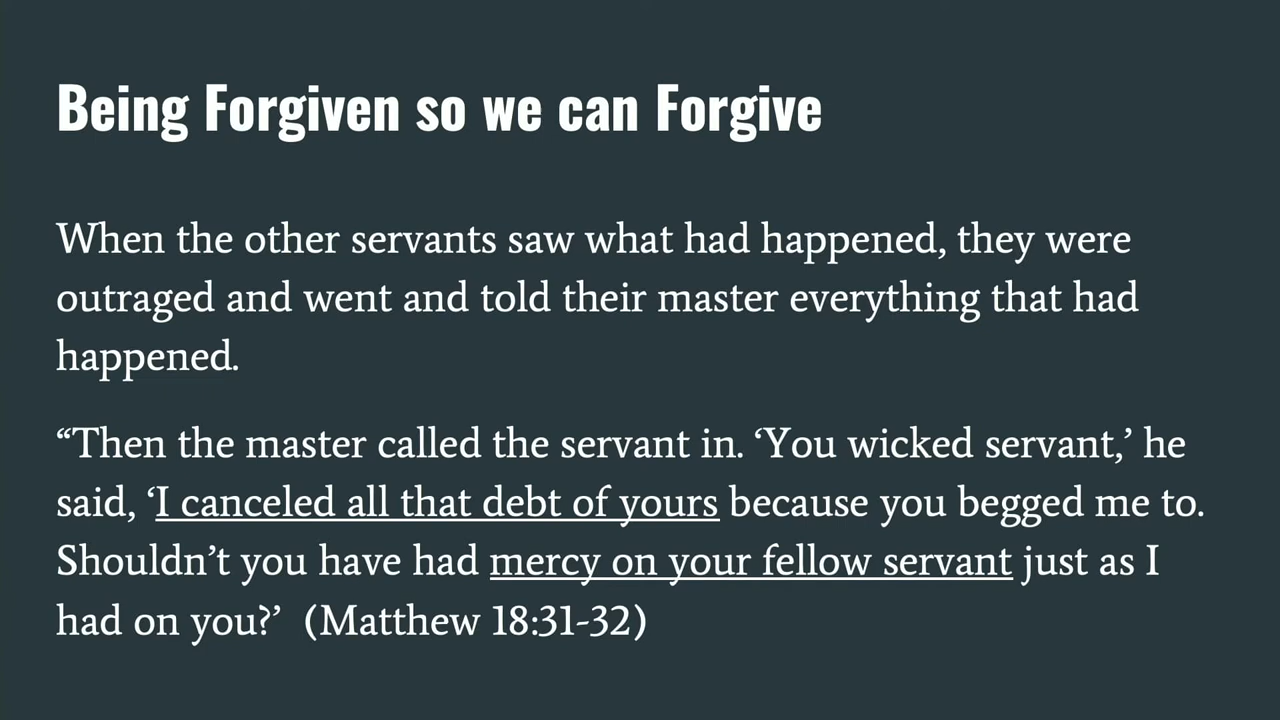 Being Forgiven so we can Forgive
When the other servants saw what had happened, they were
outraged and went and told their master everything that had
happened.
“Then the master called the servant in. ‘You wicked servant,’ he
said, ‘I canceled all that debt of yours because you begged me to.
Shouldn’t you have had mercy on your fellow servant just as I
had on you?’  (Matthew 18:31-32)